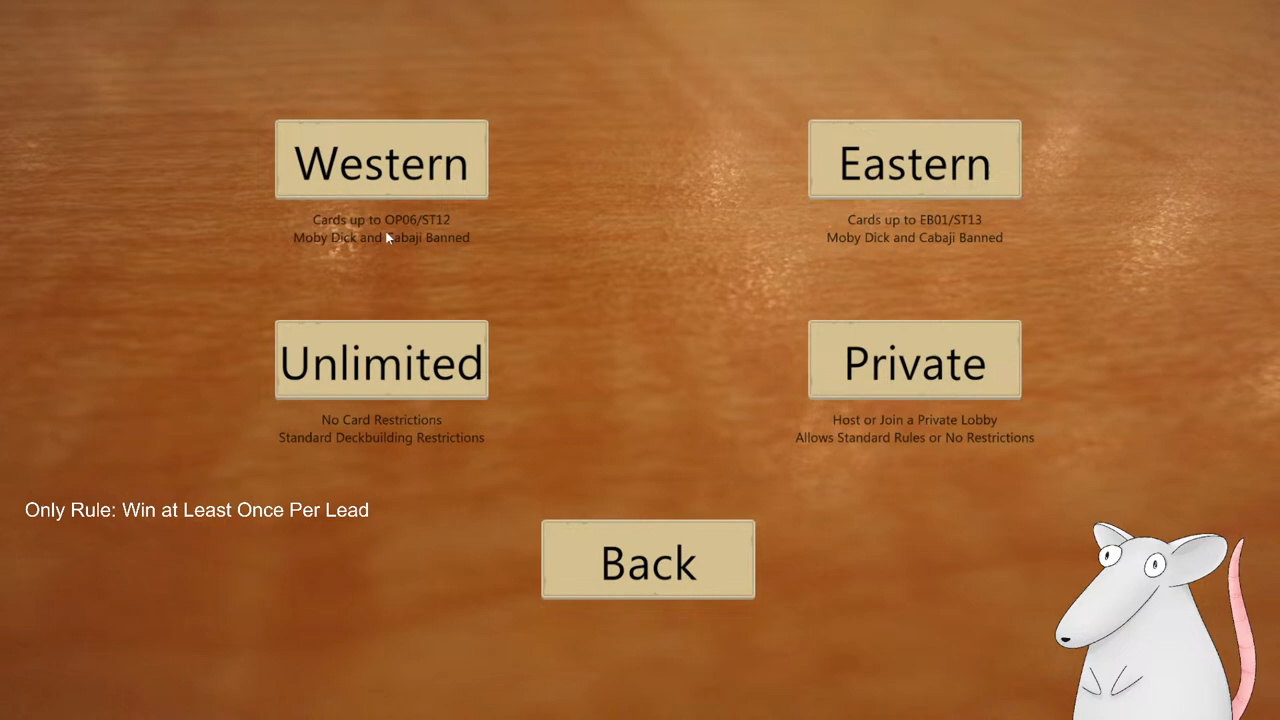 Western
Cards up to OP06/ST12
Moby Dick and Cabaji Banned
Eastern
Cards up to EB01/ST13
Moby Dick and Cabaji Banned
Unlimited
No Card Restrictions
Standard Deckbuilding Restrictions
Private
Host or Join a Private Lobby
Allows Standard Rules or No Restrictions
Only Rule: Win at Least Once Per Lead
Back